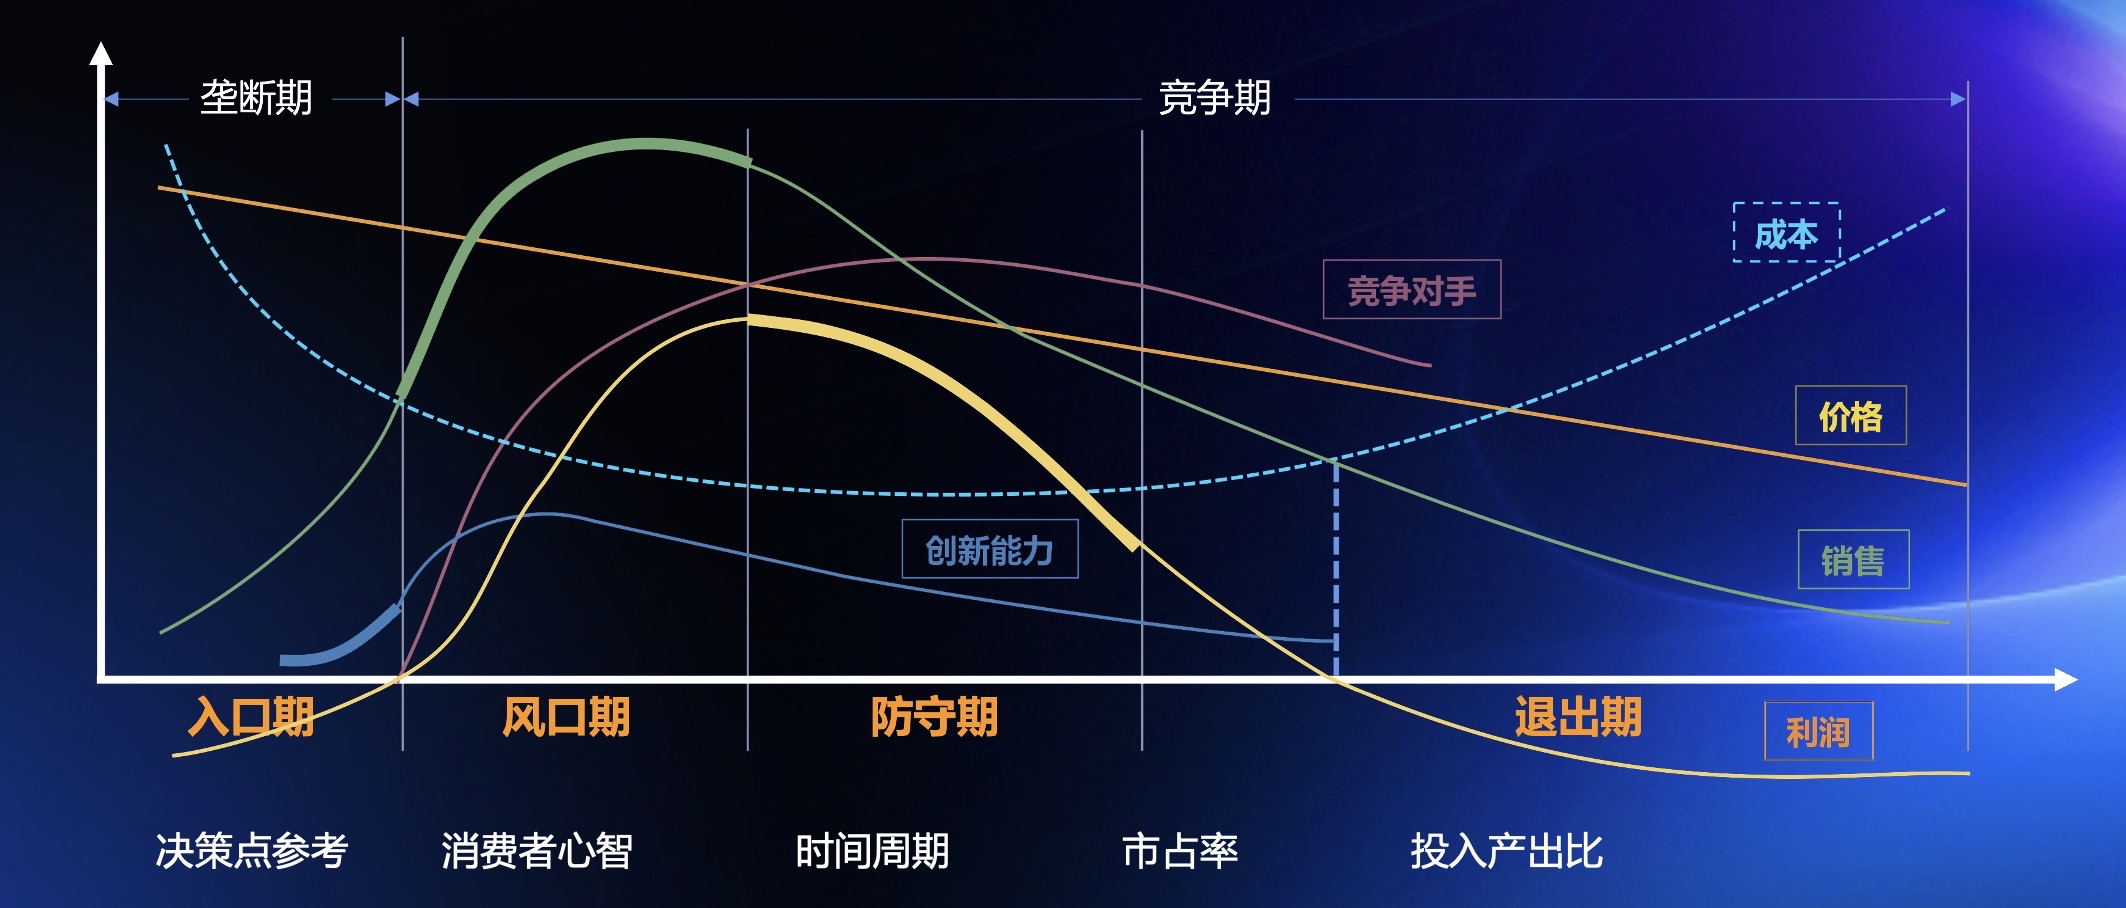 垄断期
竞争期
成本
竞争对手
价格
创新能力
销售
入口期
风口期
防守期
退出期
利润
决策点参考
消费者心智
时间周期
市占率
投入产出比